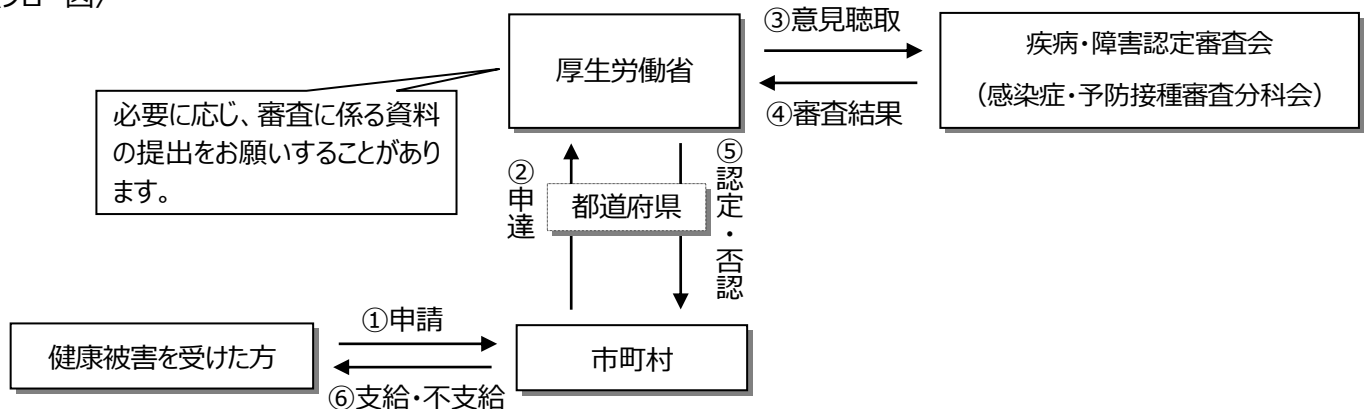 ③意見聴取
厚生労働省
疾病・障害認定審査会
（感染症・予防接種審査分科会）
④審査結果
必要に応じ、審査に係る資料
の提出をお願いすることがあり
ます。
②申達
都道府県
⑤認定・否認
①申請
健康被害を受けた方
市町村
⑥支給・不支給